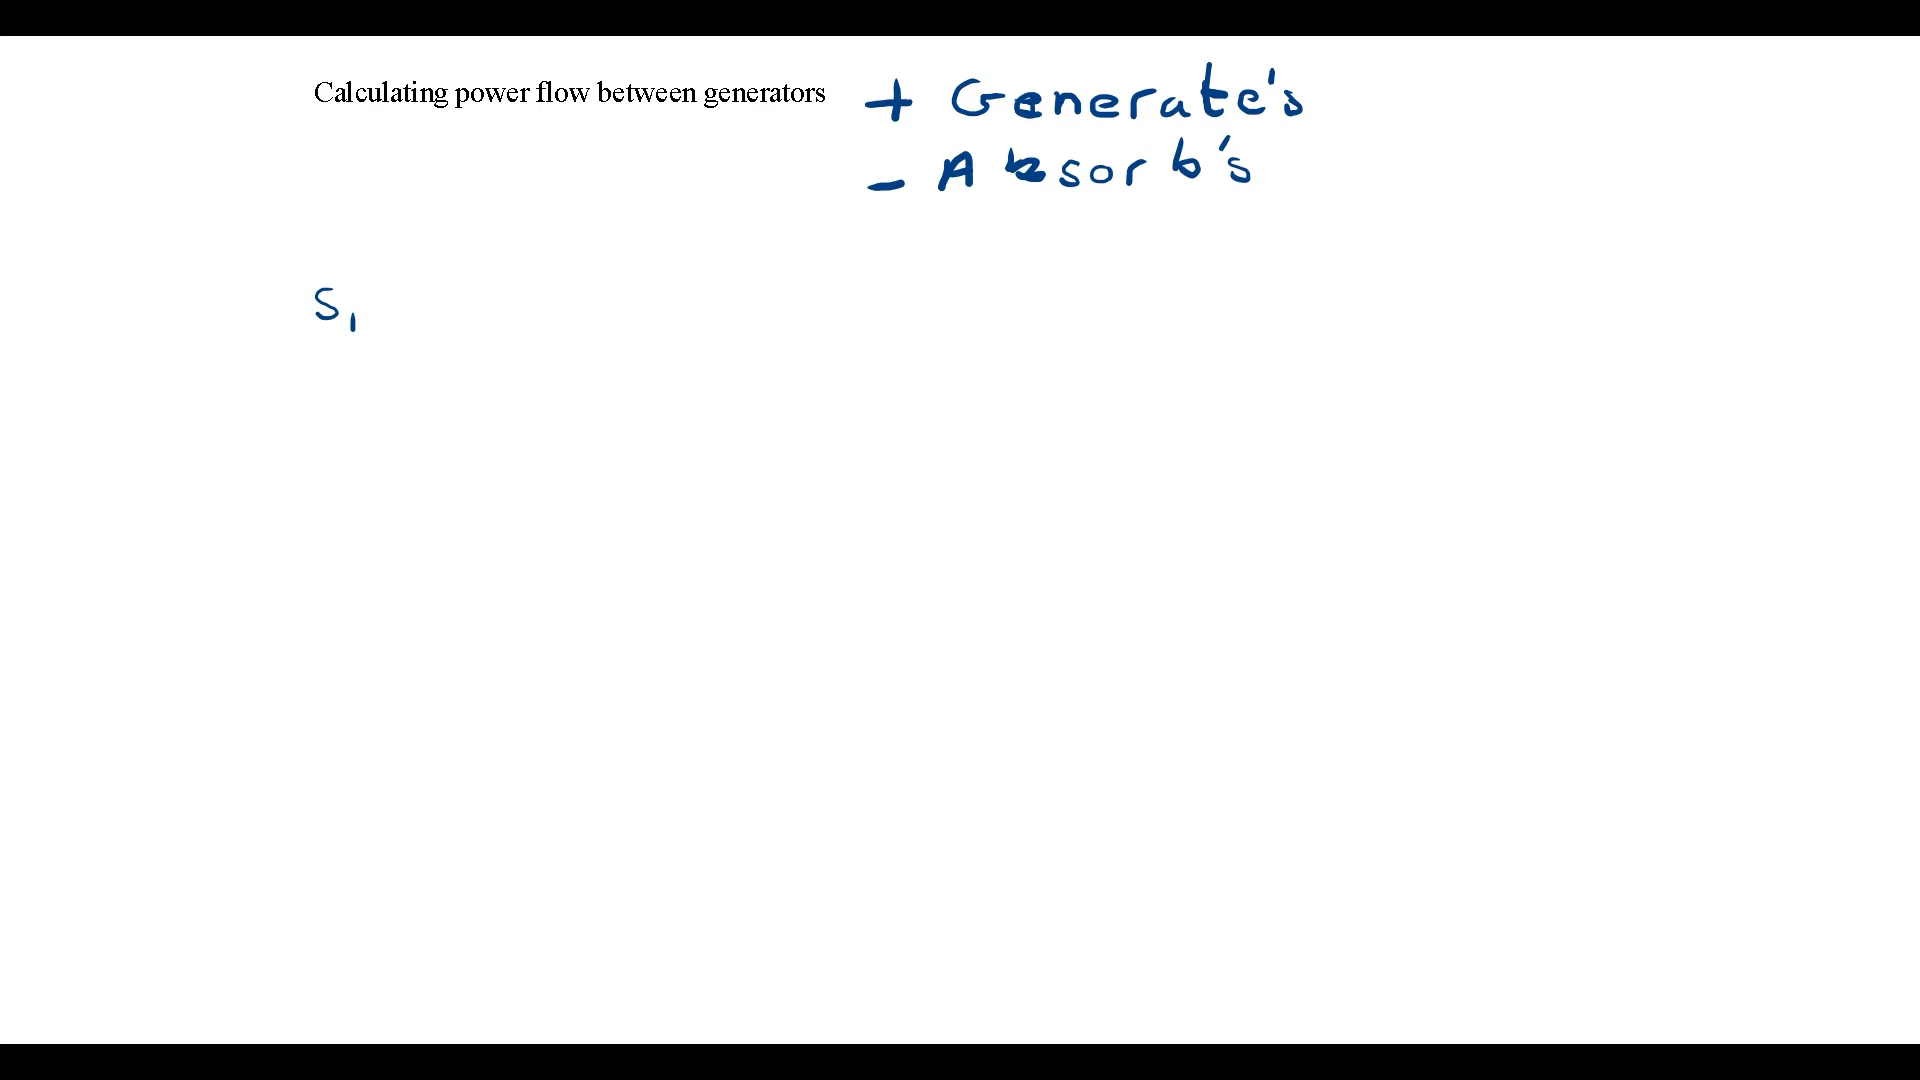 Calculating power flow between generators + Generate's
- Absorb's
S₁